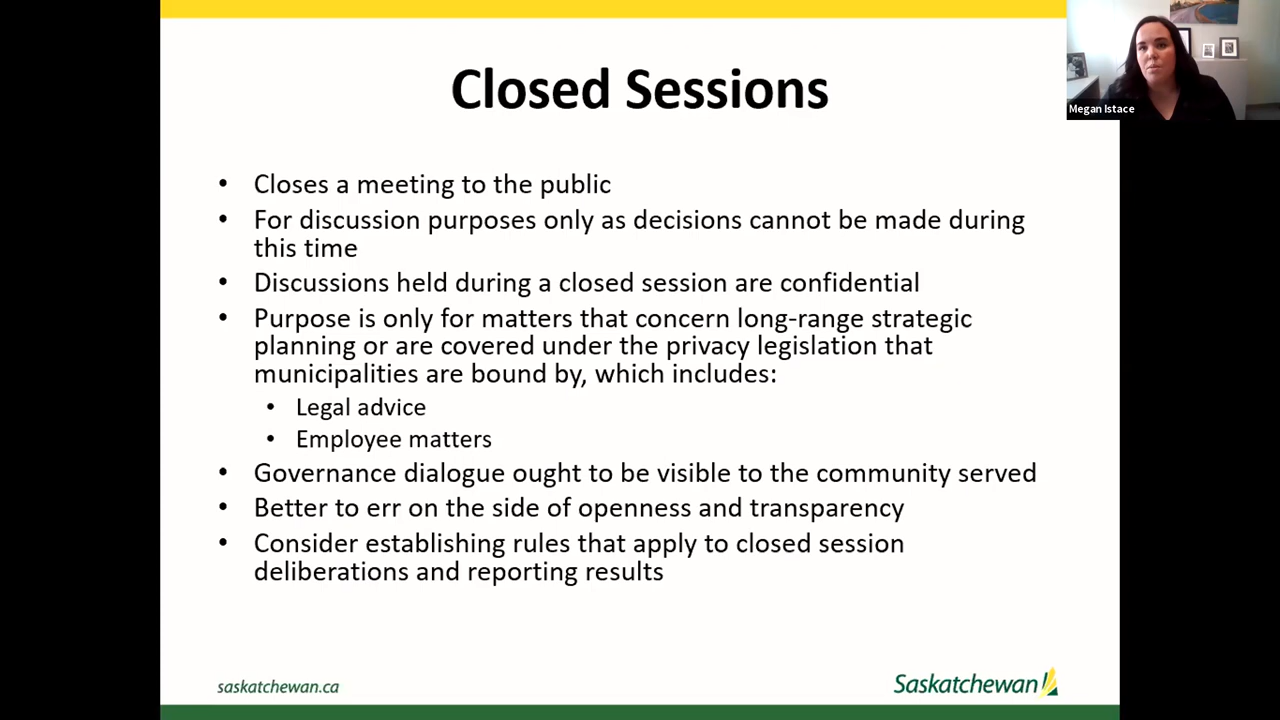 Closed Sessions
Megan Istace
• Closes a meeting to the public
• For discussion purposes only as decisions cannot be made during
this time
• Discussions held during a closed session are confidential
• Purpose is only for matters that concern long-range strategic
planning or are covered under the privacy legislation that
municipalities are bound by, which includes:
• Legal advice
• Employee matters
• Governance dialogue ought to be visible to the community served
• Better to err on the side of openness and transparency
• Consider establishing rules that apply to closed session
deliberations and reporting results
saskatchewan.ca
Saskatchewan